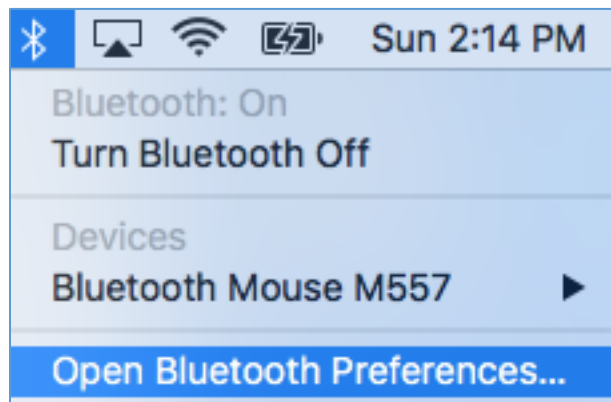 Sun 2:14 PM
Bluetooth: On
Turn Bluetooth Off
Devices
Bluetooth Mouse M557
Open Bluetooth Preferences...